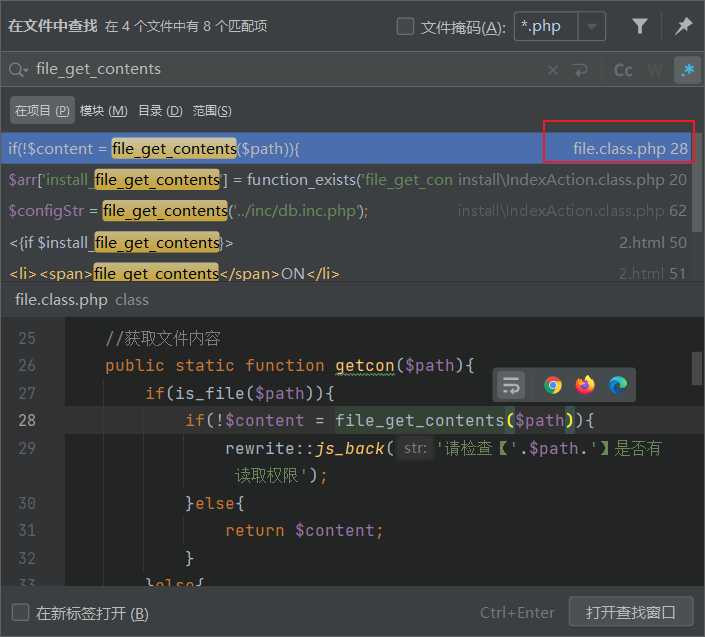 在文件中查找 在 4 个文件中有 8 个匹配项 文件掩码(A): *.php
file_get_contents Cc W .*
在项目 (P) 模块 (M) 目录 (D) 范围(S)
if(!$content = file_get_contents($path)){ file.class.php 28
$arr['install_file_get_contents'] = function_exists('file_get_con install\IndexAction.class.php 20
$configStr = file_get_contents('../inc/db.inc.php'); install\IndexAction.class.php 62
<{if $install_file_get_contents}> 2.html 50
<li><span>file_get_contents</span>ON</li> 2.html 51
file.class.php class
25 //获取文件内容
26 public static function getcon($path){
27 if(is_file($path)){
28 if(!$content = file_get_contents($path)){
29 rewrite::js_back( str: '请检查【'.$path.'】是否有
读取权限');
30 }else{
31 return $content;
32 }
33 }else{
在新标签打开 (B) Ctrl+Enter 打开查找窗口